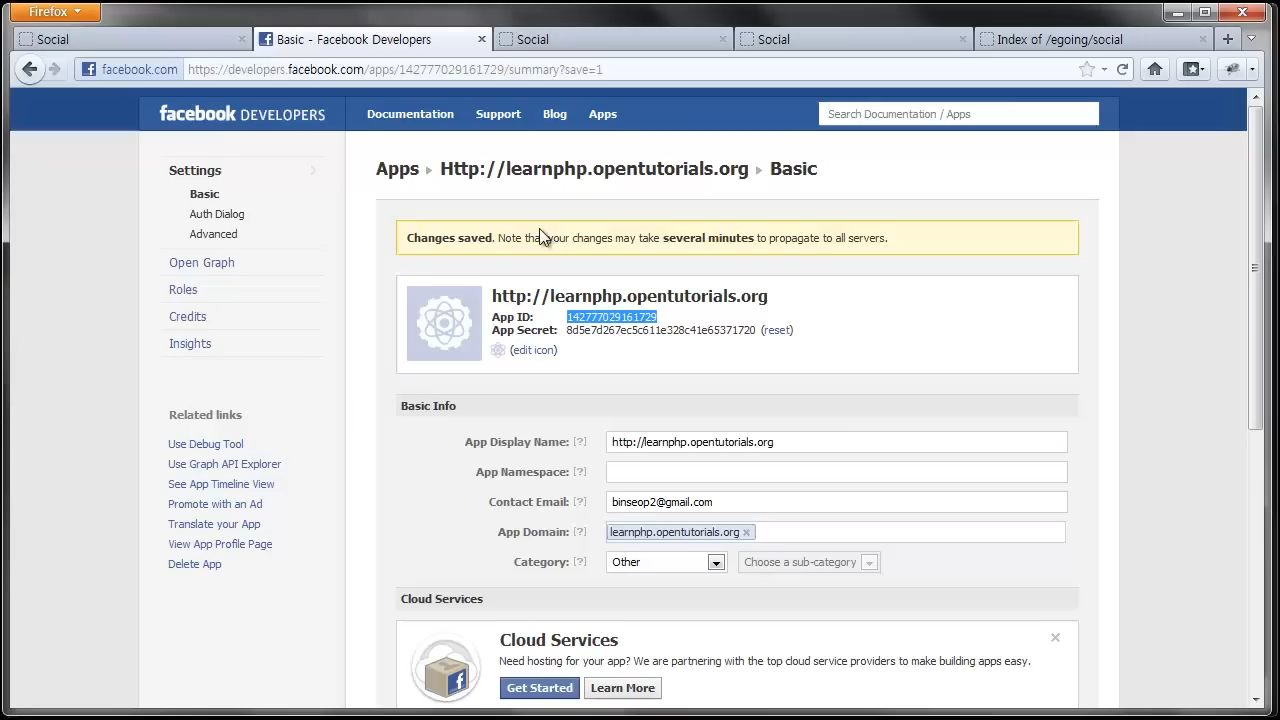 Firefox
Social
Basic - Facebook Developers
Social
Social
Index of /egoing/social
facebook.com
https://developers.facebook.com/apps/142777029161729/summary?save=1
facebook DEVELOPERS
Documentation
Support
Blog
Apps
Search Documentation / Apps
Settings
Basic
Auth Dialog
Advanced
Open Graph
Roles
Credits
Insights
Related links
Use Debug Tool
Use Graph API Explorer
See App Timeline View
Promote with an Ad
Translate your App
View App Profile Page
Delete App
Apps Http://learnphp.opentutorials.org Basic
Changes saved. Note that your changes may take several minutes to propagate to all servers.
http://learnphp.opentutorials.org
App ID: 142777029161729
App Secret: 8d5e7d267ec5c611e328c41e65371720 (reset)
(edit icon)
Basic Info
App Display Name: [?] http://learnphp.opentutorials.org
App Namespace: [?]
Contact Email: [?] binseop2@gmail.com
App Domain: [?] learnphp.opentutorials.org
Category: [?] Other Choose a sub-category
Cloud Services
Cloud Services
Need hosting for your app? We are partnering with the top cloud service providers to make building apps easy.
Get Started Learn More